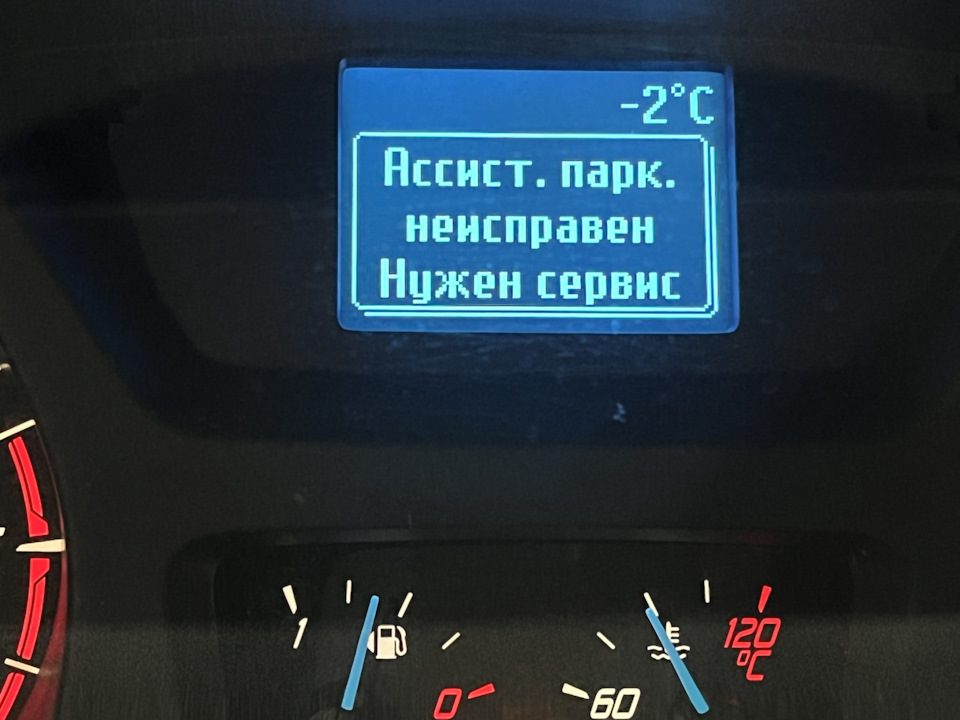 -2°C
Ассист. парк.
неисправен
Нужен сервис
1
0
60
120
°C